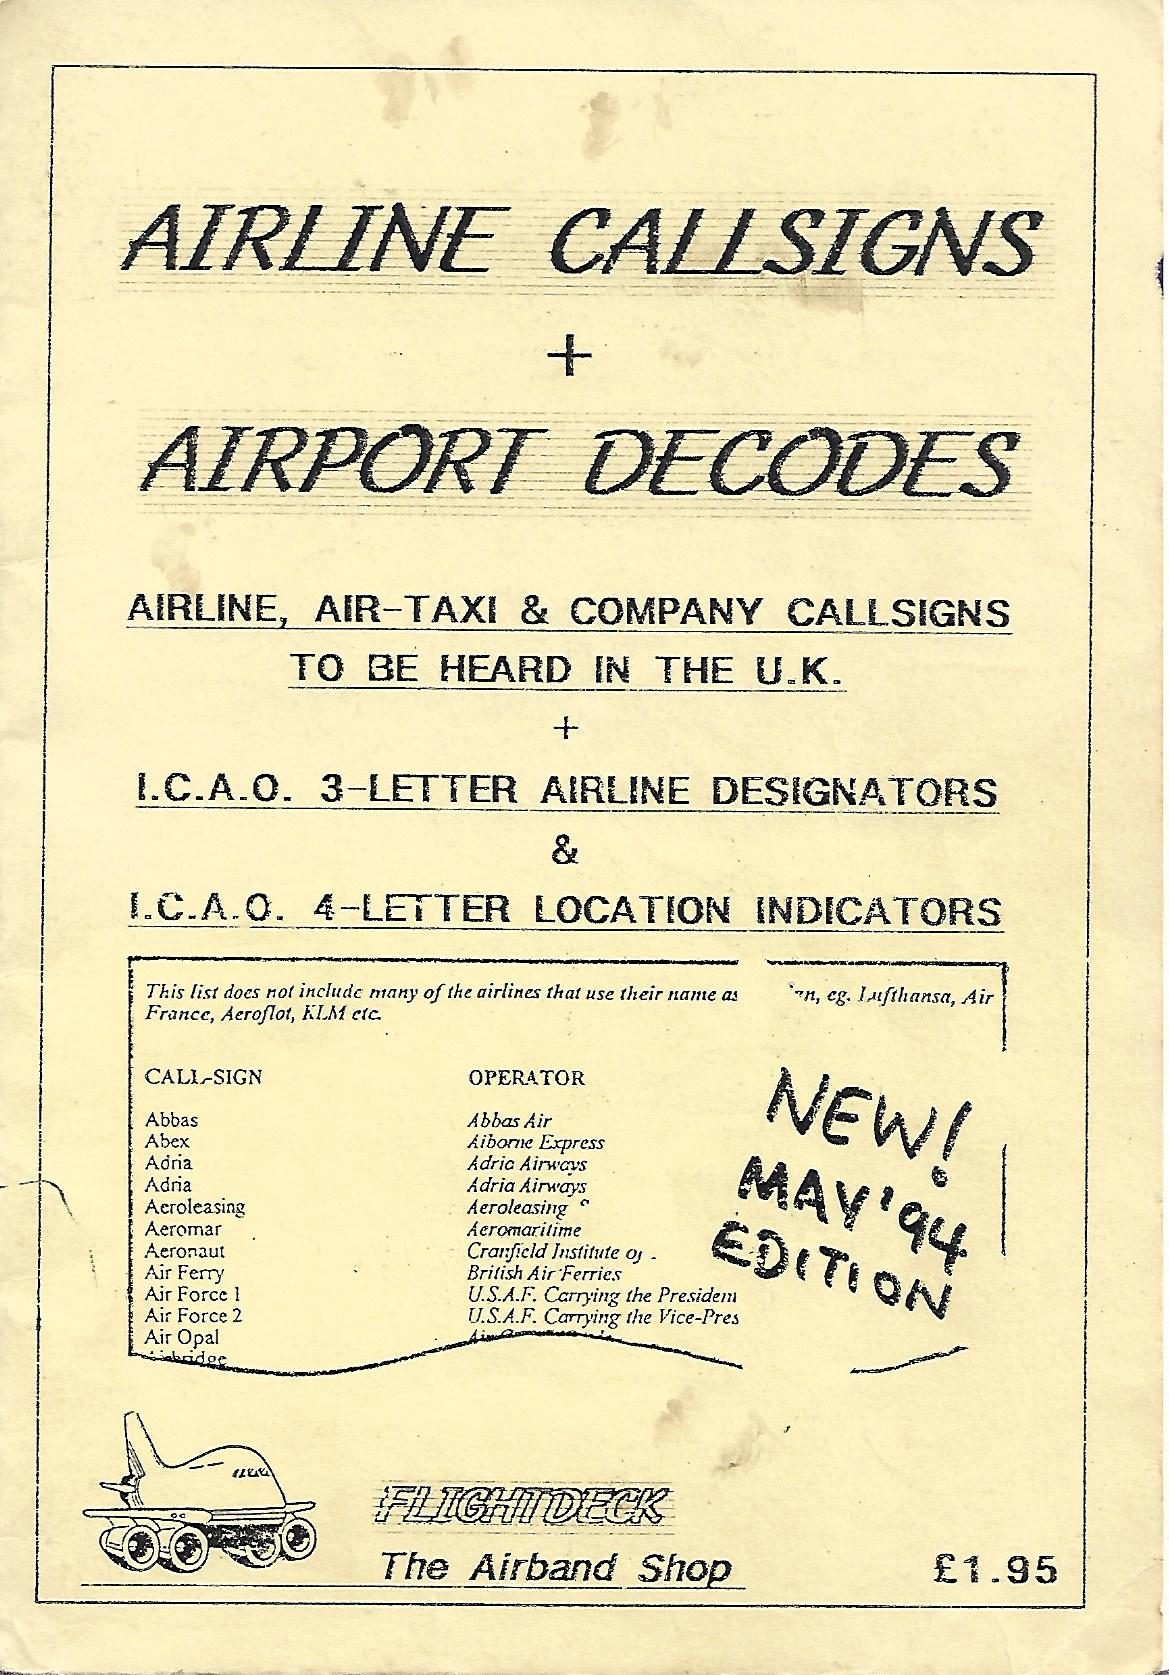 AIRLINE CALLSIGNS
+
AIRPORT DECODES
AIRLINE, AIR-TAXI & COMPANY CALLSIGNS
TO BE HEARD IN THE U.K.
+
I.C.A.O. 3-LETTER AIRLINE DESIGNATORS
&
I.C.A.O. 4-LETTER LOCATION INDICATORS
This list does not include many of the airlines that use their name as eg. Lufthansa, Air
France, Aeroflot, KLM etc.
CALL-SIGN OPERATOR
Abbas Abbas Air
Abex Aiborne Express
Adria Adria Airways
Adria Adria Airways
Aeroleasing Aeroleasing
Aeromar Aeromaritime
Aeronaut Cranfield Institute of
Air Ferry British Air Ferries
Air Force 1 U.S.A.F. Carrying the Presiden
Air Force 2 U.S.A.F. Carrying the Vice-Pres
Air Opal Air
Airbridge
NEW!
MAY '94
EDITION
FLIGHTDECK
The Airband Shop £1.95